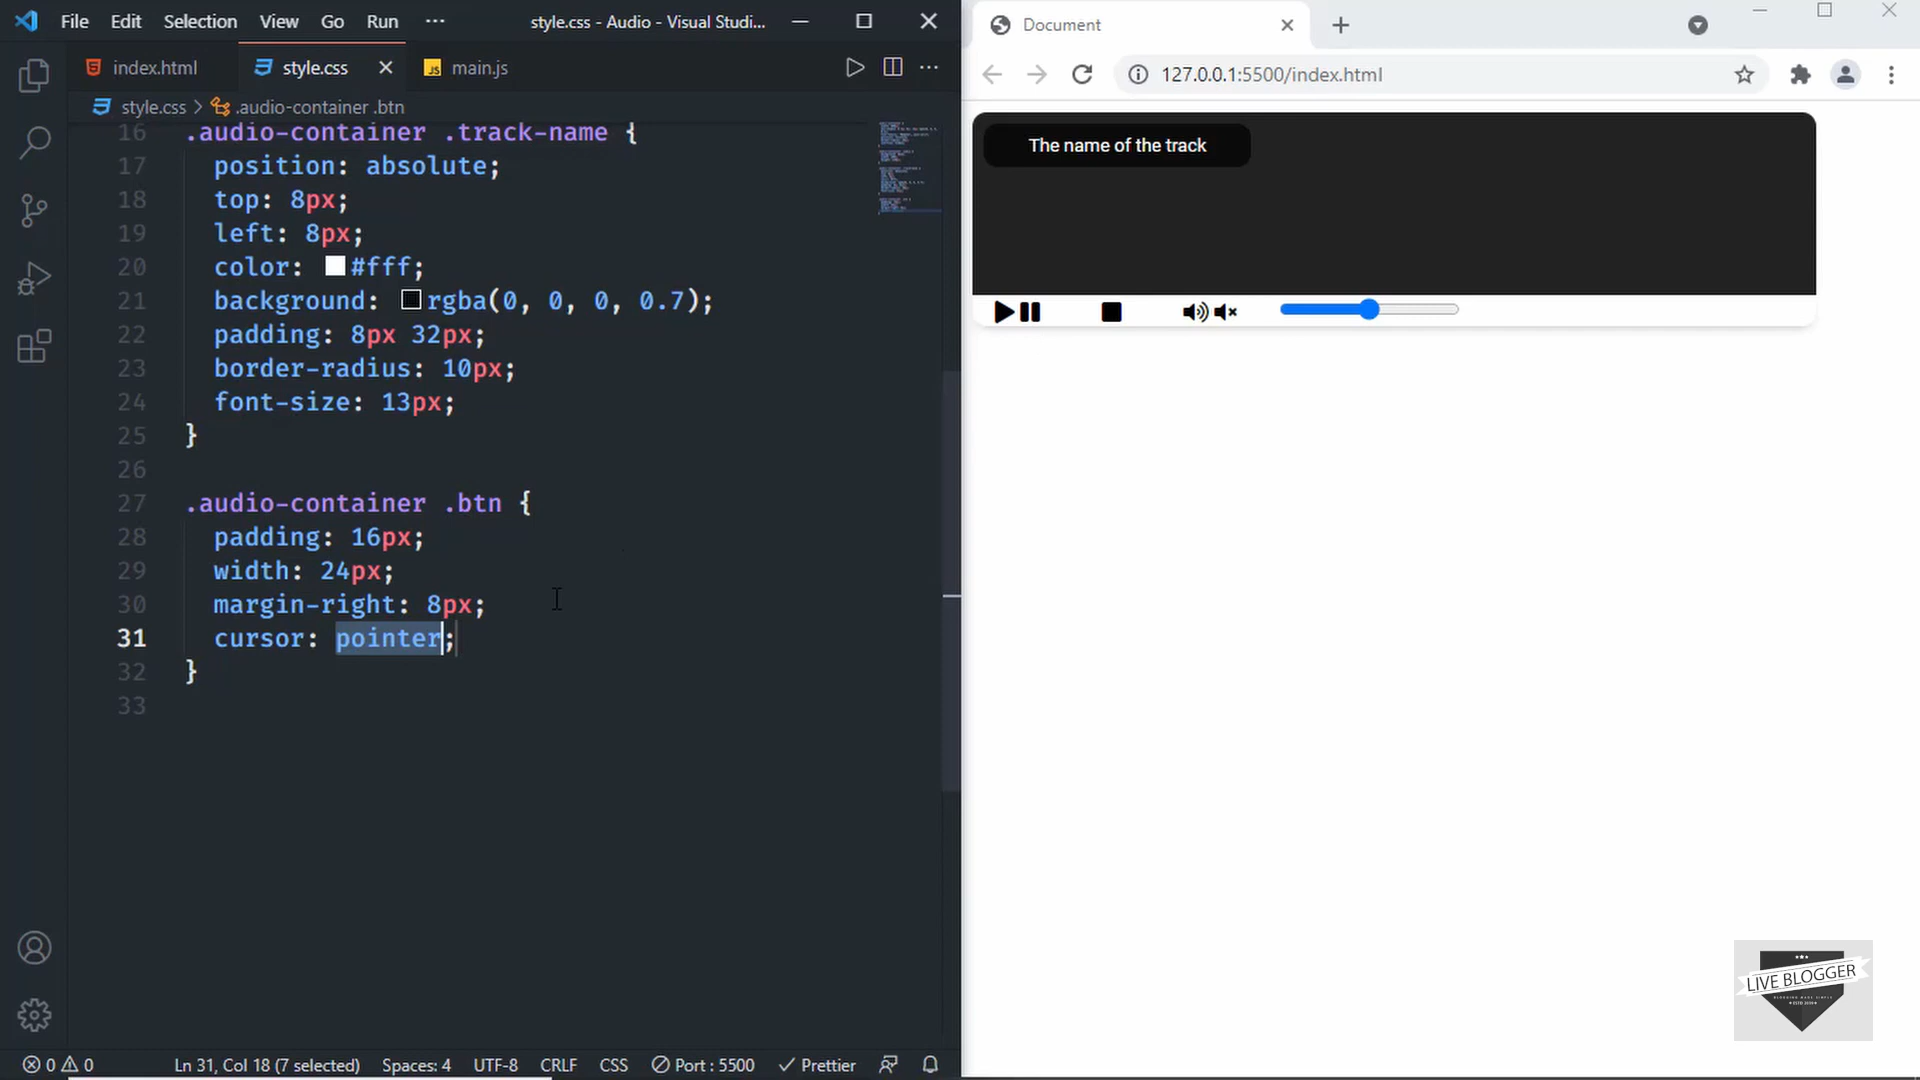 File Edit Selection View Go Run ··· style.css - Audio - Visual Studi...
index.html style.css main.js
style.css > .audio-container .btn
16 .audio-container .track-name {
17 position: absolute;
18 top: 8px;
19 left: 8px;
20 color: #fff;
21 background: rgba(0, 0, 0, 0.7);
22 padding: 8px 32px;
23 border-radius: 10px;
24 font-size: 13px;
25 }
26
27 .audio-container .btn {
28 padding: 16px;
29 width: 24px;
30 margin-right: 8px;
31 cursor: pointer;
32 }
33
0 0 Ln 31, Col 18 (7 selected) Spaces: 4 UTF-8 CRLF CSS Port : 5500 Prettier
Document
127.0.0.1:5500/index.html
The name of the track
LIVE BLOGGER